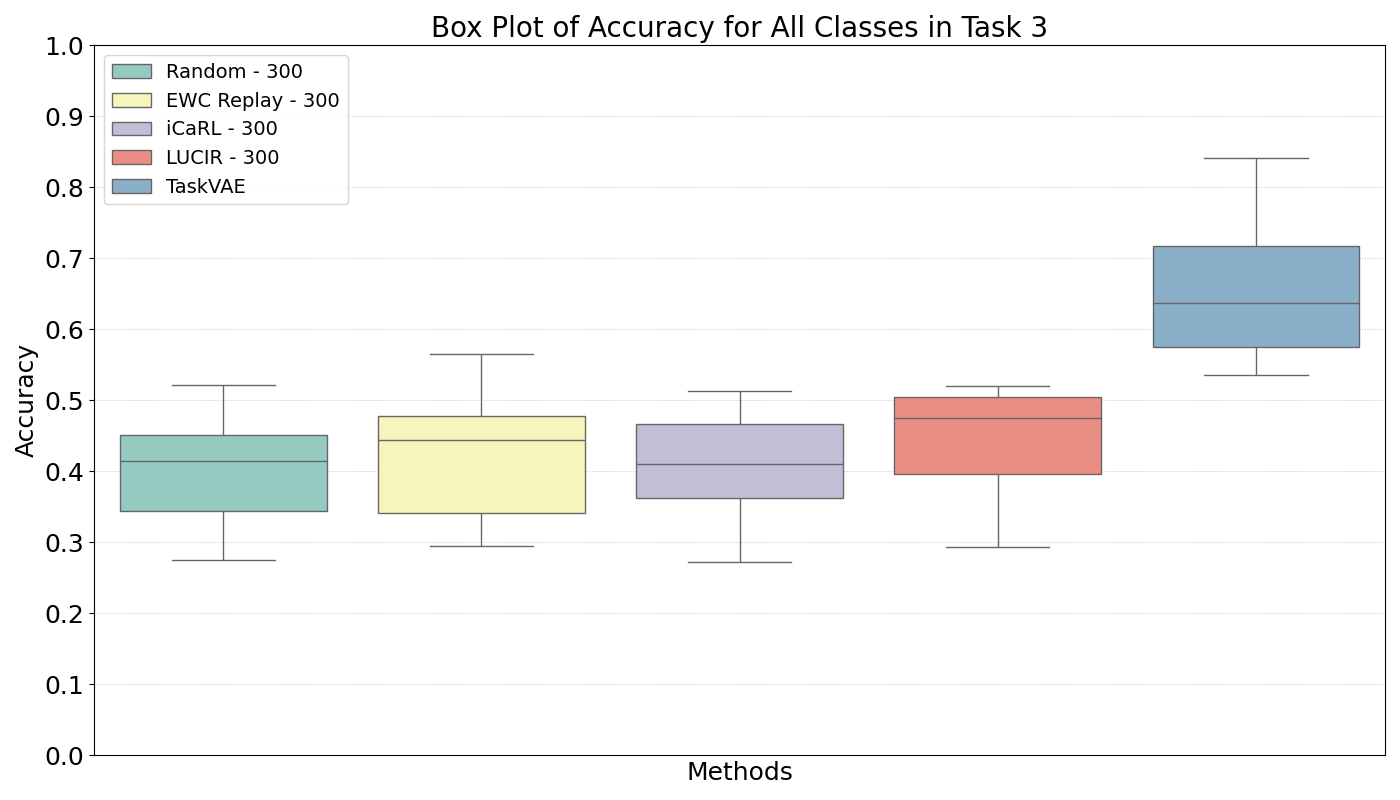 Box Plot of Accuracy for All Classes in Task 3
1.0
0.9
0.8
0.7
0.6
0.5
0.4
0.3
0.2
0.1
0.0
Accuracy
Random - 300
EWC Replay - 300
iCaRL - 300
LUCIR - 300
TaskVAE
Methods